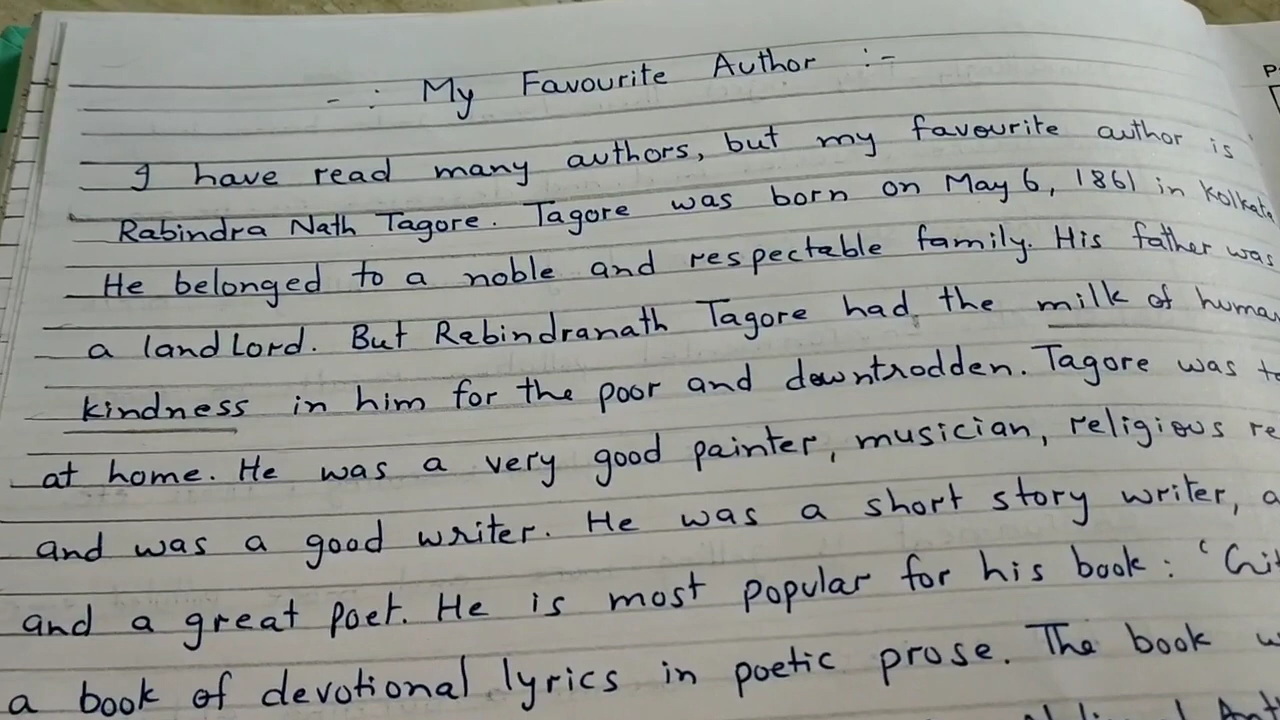 - : My Favourite Author : -
I have read many authors, but my favourite author is
Rabindra Nath Tagore. Tagore was born on May 6, 1861 in Kolkata
He belonged to a noble and respectable family. His father was
a landLord. But Rabindranath Tagore had the milk of human
kindness in him for the poor and downtrodden. Tagore was
at home. He was a very good painter, musician, religious
and was a good writer. He was a short story writer,
and a great poet. He is most popular for his book :
a book of devotional lyrics in poetic prose. The book